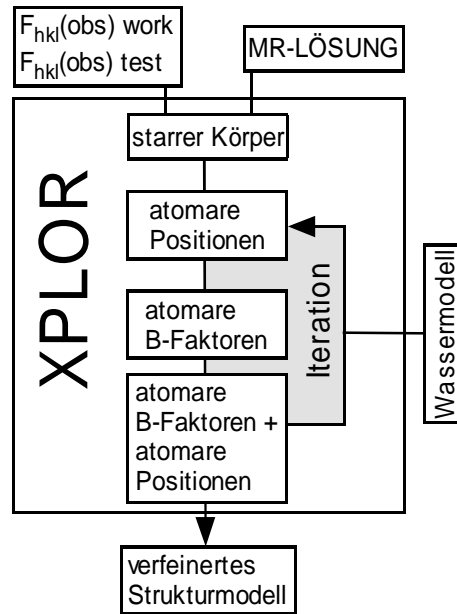 F_hkl(obs) work
F_hkl(obs) test
MR-LÖSUNG
starrer Körper
XPLOR
atomare
Positionen
atomare
B-Faktoren
Iteration
Wassermodell
atomare
B-Faktoren +
atomare
Positionen
verfeinertes
Strukturmodell